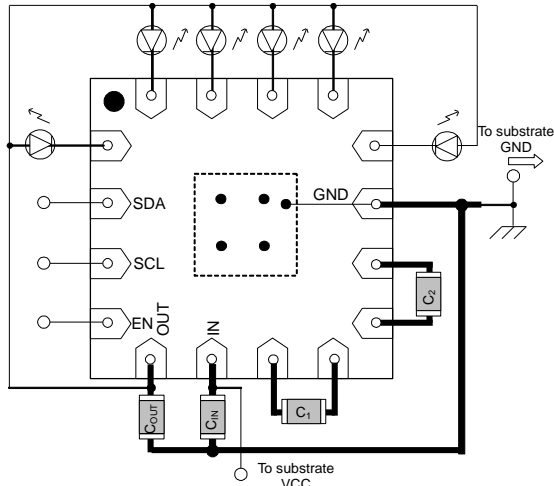 To substrate
GND
GND
SDA
SCL
EN
OUT
IN
C2
COUT
CIN
C1
To substrate
VCC